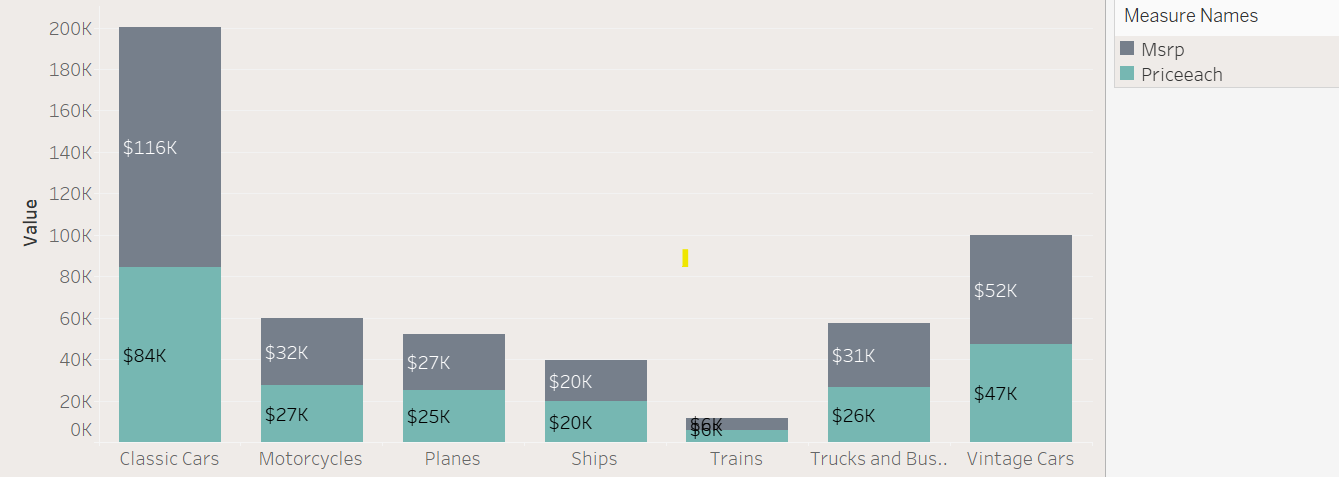 Measure Names
Msrp
Priceeach
Value
200K
180K
160K
140K
120K
100K
80K
60K
40K
20K
0K
$116K
$84K
$32K
$27K
$27K
$25K
$20K
$20K
$6K
$6K
$31K
$26K
$52K
$47K
Classic Cars
Motorcycles
Planes
Ships
Trains
Trucks and Bus..
Vintage Cars